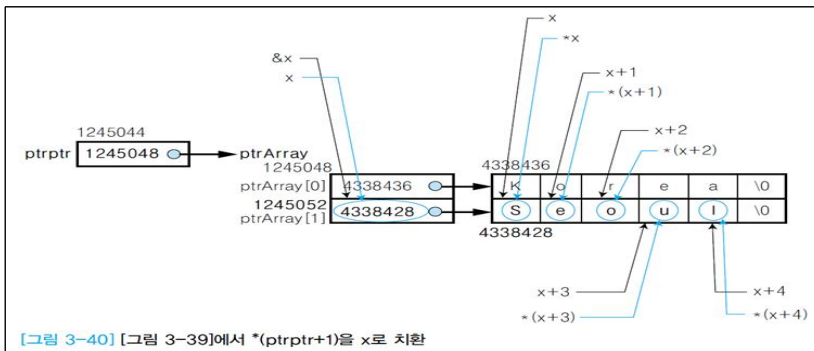 x
*x
&x
x
x+1
*(x+1)
x+2
*(x+2)
1245044
ptrptr 1245048 ptrArray
1245048 4338436
ptrArray[0] 4338436 K o r e a \0
1245052
ptrArray[1] 4338428 S e o u l \0
4338428
x+3 x+4
*(x+3) *(x+4)
[그림 3-40] [그림 3-39]에서 *(ptrptr+1)을 x로 치환